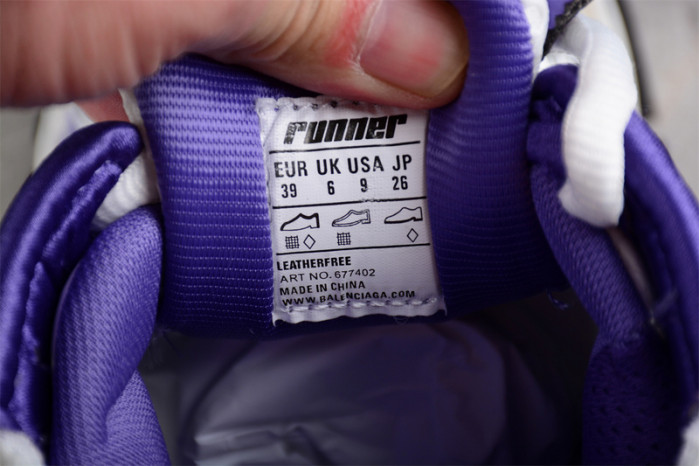 runner
EUR UK USA JP
39 6 9 26
LEATHERFREE
ART NO. 677402
MADE IN CHINA
WWW.BALENCIAGA.COM